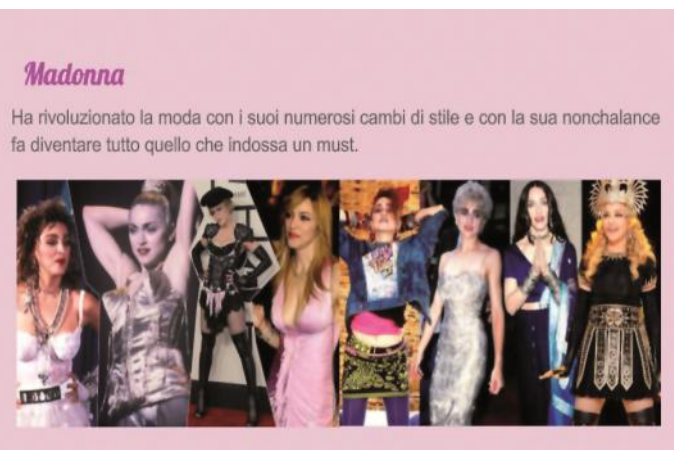 Madonna
Ha rivoluzionato la moda con i suoi numerosi cambi di stile e con la sua nonchalance
fa diventare tutto quello che indossa un must.